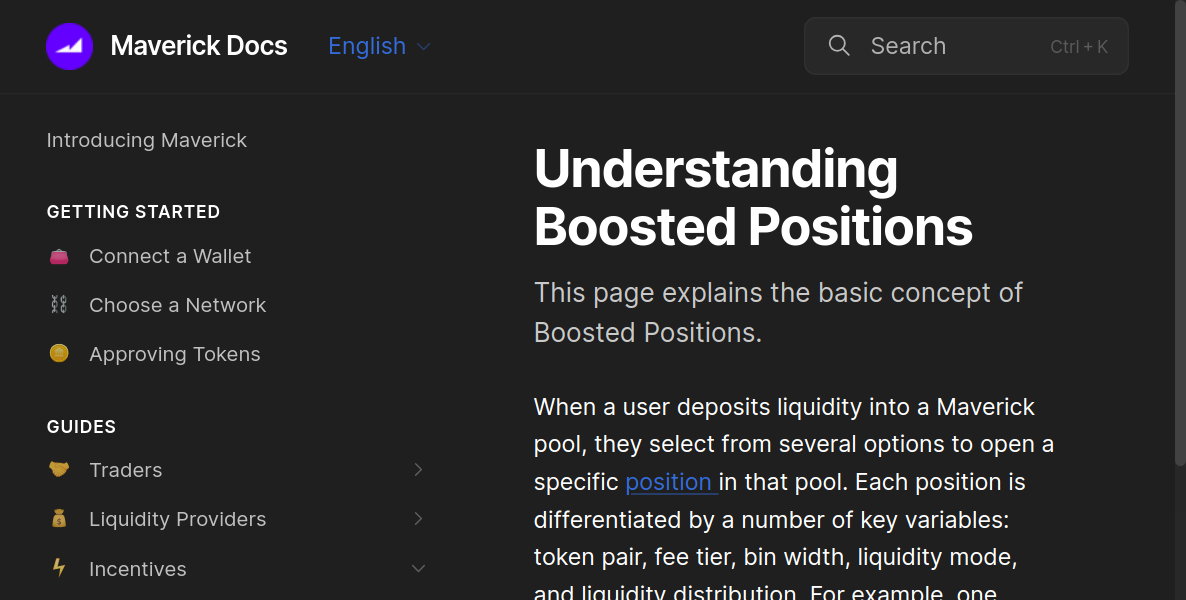 Maverick Docs
English
Search
Ctrl + K
Introducing Maverick
GETTING STARTED
Connect a Wallet
Choose a Network
Approving Tokens
GUIDES
Traders
Liquidity Providers
Incentives
Understanding
Boosted Positions
This page explains the basic concept of
Boosted Positions.
When a user deposits liquidity into a Maverick
pool, they select from several options to open a
specific position in that pool. Each position is
differentiated by a number of key variables:
token pair, fee tier, bin width, liquidity mode,
and liquidity distribution. For example, one